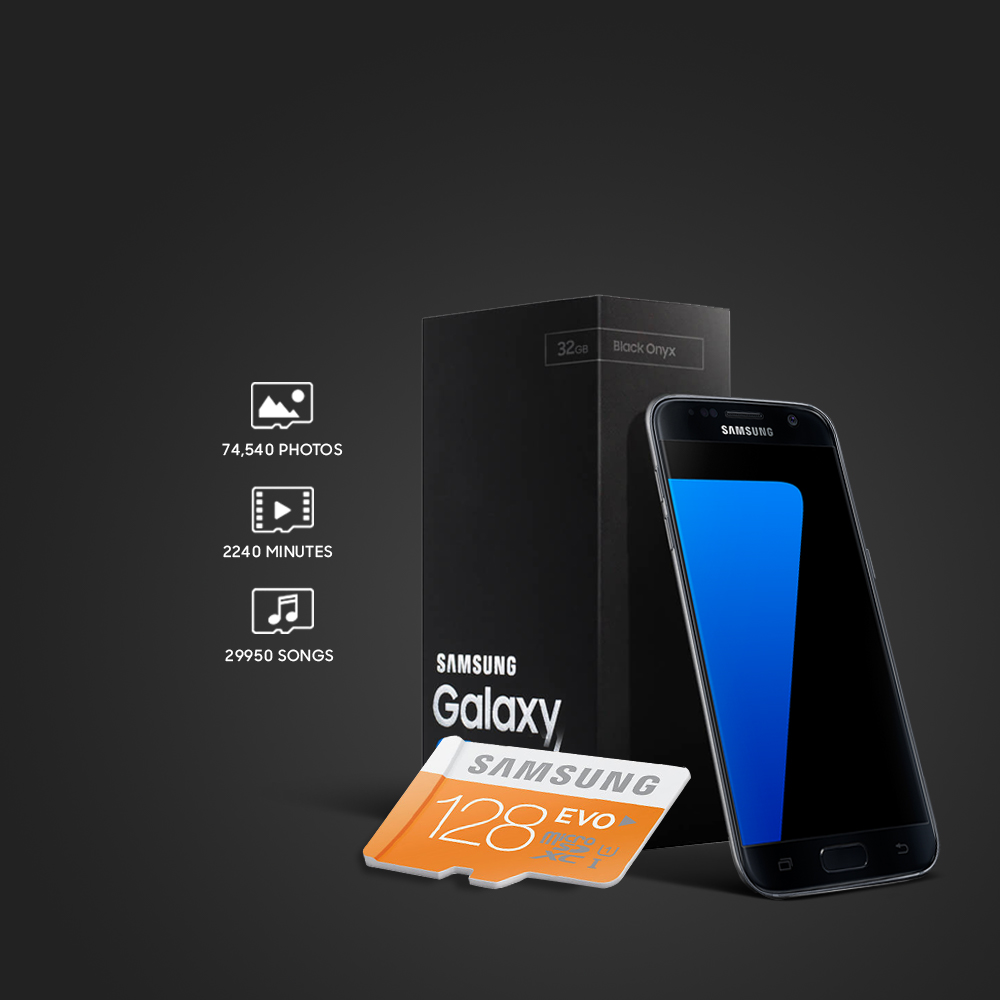 32GB Black Onyx
SAMSUNG
74,540 PHOTOS
2240 MINUTES
29950 SONGS
SAMSUNG
Galaxy
SAMSUNG
128 EVO
micro
SD
XC I